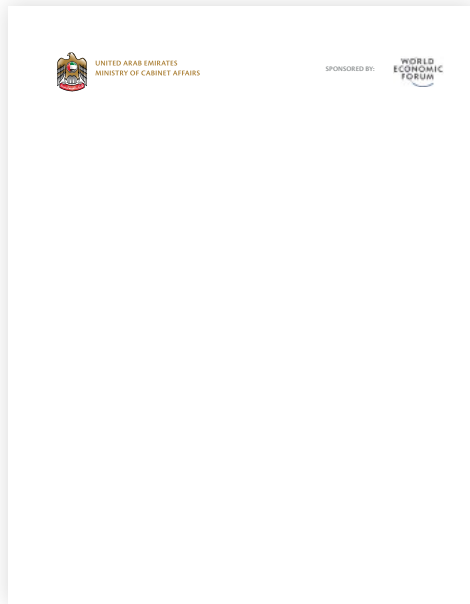 UNITED ARAB EMIRATES
MINISTRY OF CABINET AFFAIRS
SPONSORED BY:
WORLD
ECONOMIC
FORUM